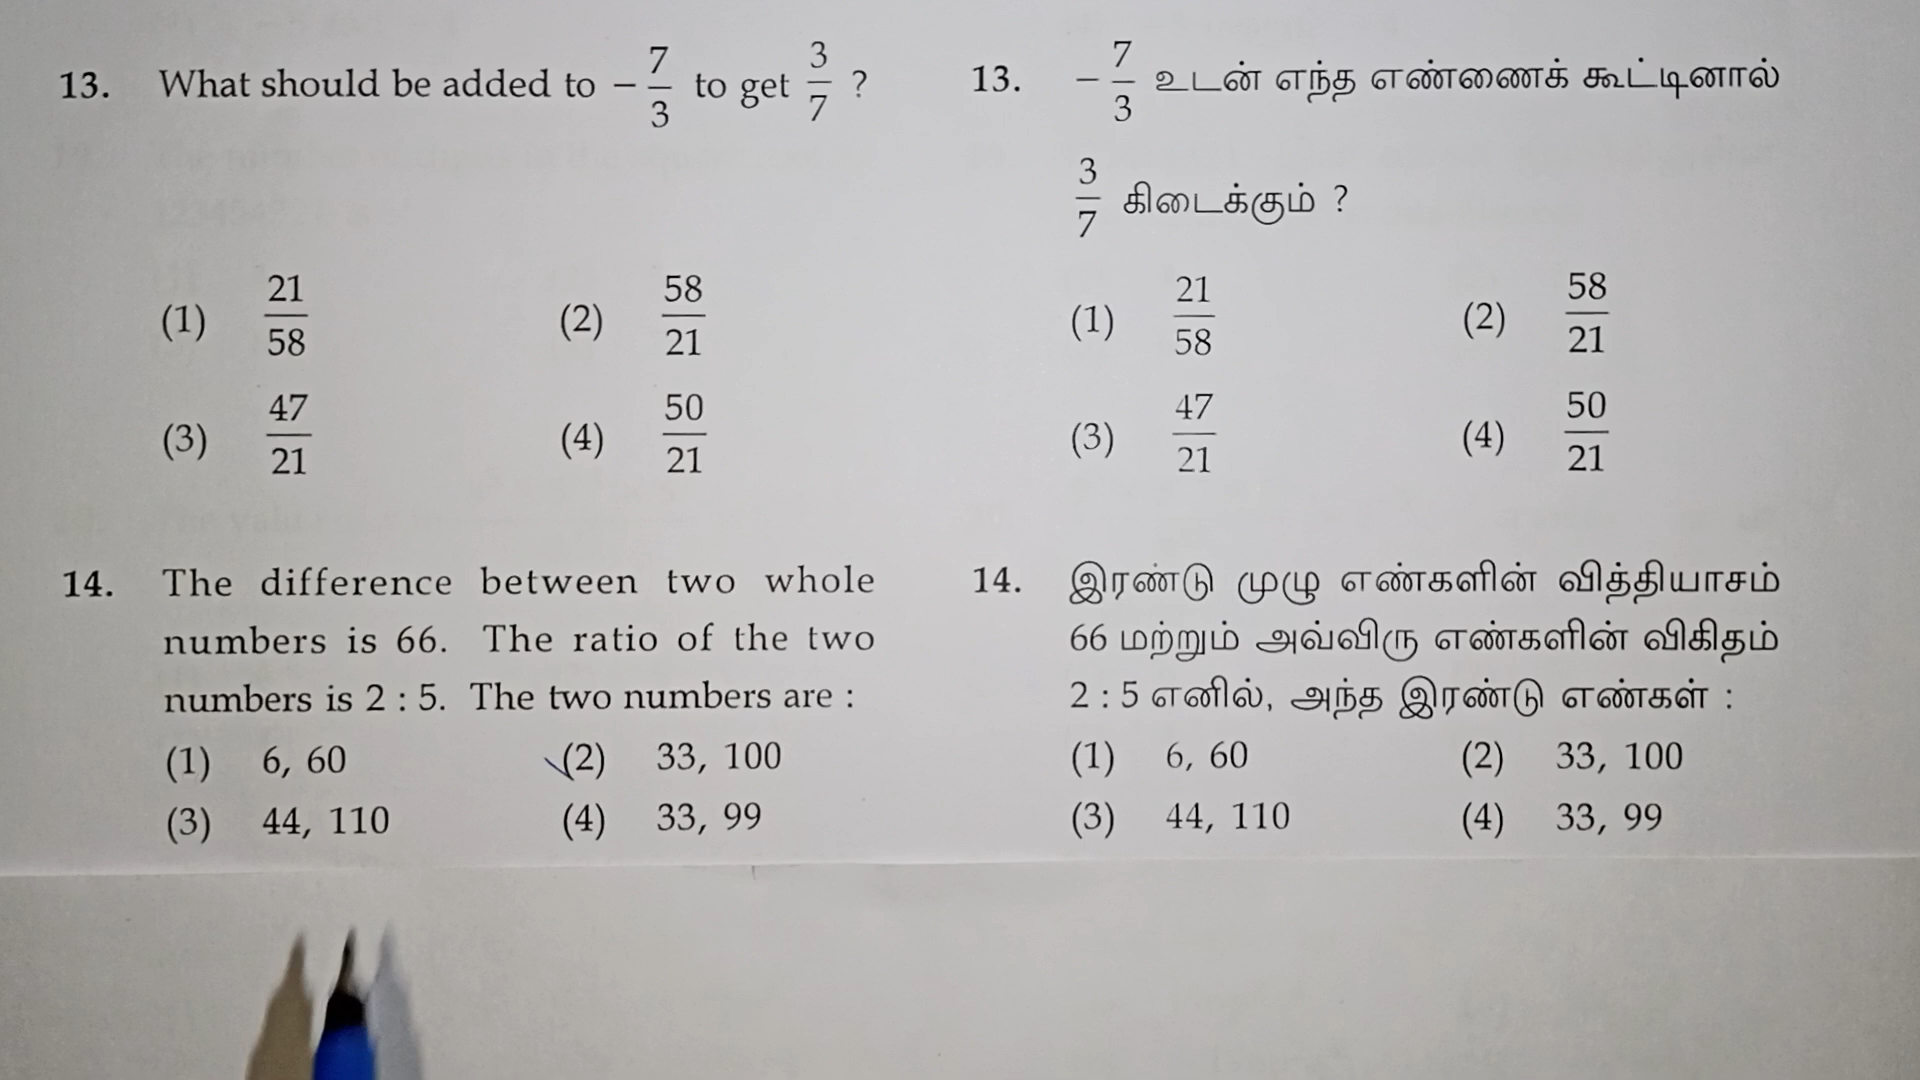 13. What should be added to − 7/3 to get 3/7 ?
(1) 21/58 (2) 58/21
(3) 47/21 (4) 50/21
14. The difference between two whole
numbers is 66. The ratio of the two
numbers is 2 : 5. The two numbers are :
(1) 6, 60 (2) 33, 100
(3) 44, 110 (4) 33, 99
13. − 7/3 உடன் எந்த எண்ணைக் கூட்டினால்
3/7 கிடைக்கும் ?
(1) 21/58 (2) 58/21
(3) 47/21 (4) 50/21
14. இரண்டு முழு எண்களின் வித்தியாசம்
66 மற்றும் அவ்விரு எண்களின் விகிதம்
2 : 5 எனில், அந்த இரண்டு எண்கள் :
(1) 6, 60 (2) 33, 100
(3) 44, 110 (4) 33, 99